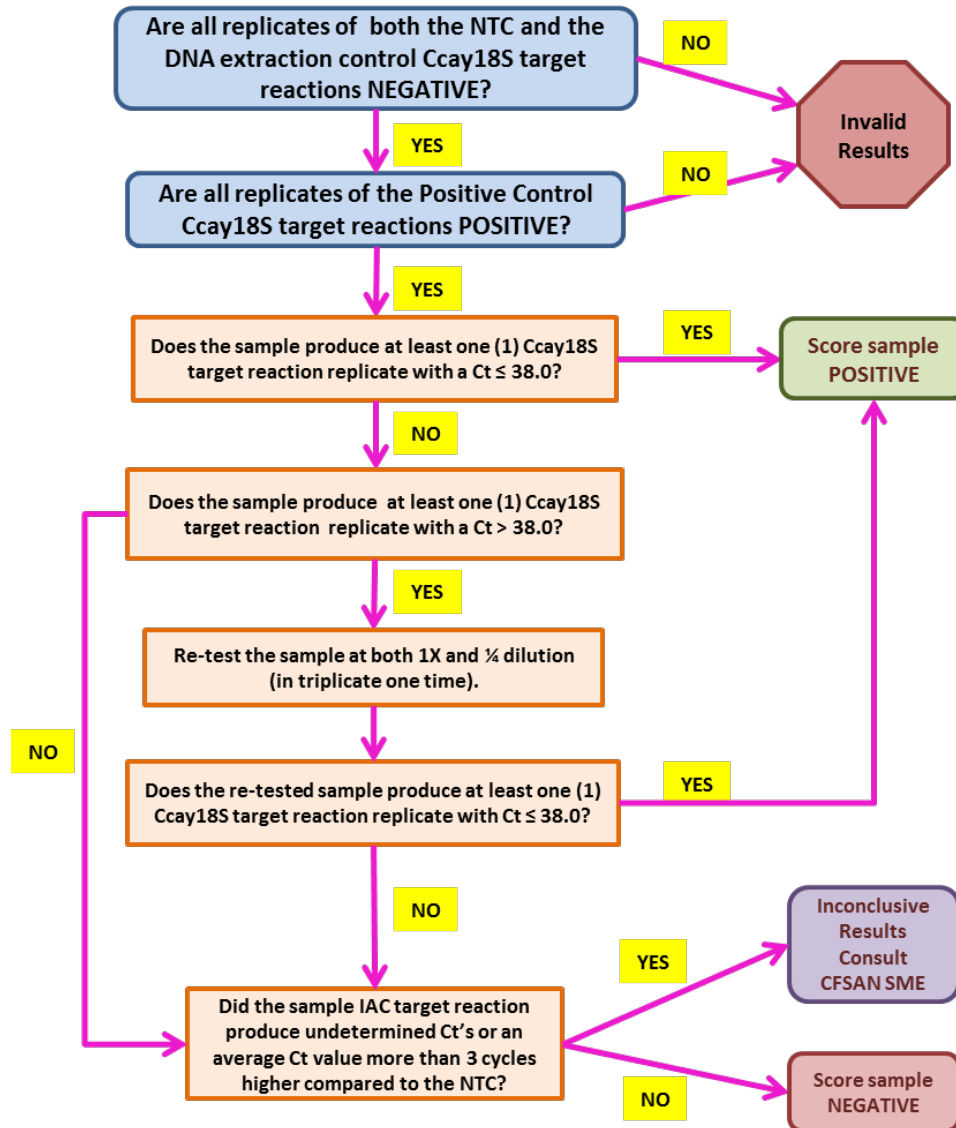 Are all replicates of both the NTC and the
DNA extraction control Ccay18S target
reactions NEGATIVE?
NO
Invalid
Results
YES
Are all replicates of the Positive Control
Ccay18S target reactions POSITIVE?
NO
YES
Does the sample produce at least one (1) Ccay18S
target reaction replicate with a Ct ≤ 38.0?
YES
Score sample
POSITIVE
NO
Does the sample produce at least one (1) Ccay18S
target reaction replicate with a Ct > 38.0?
YES
Re-test the sample at both 1X and ¼ dilution
(in triplicate one time).
NO
Does the re-tested sample produce at least one (1)
Ccay18S target reaction replicate with Ct ≤ 38.0?
YES
NO
Inconclusive
Results
Consult
CFSAN SME
YES
Did the sample IAC target reaction
produce undetermined Ct's or an
average Ct value more than 3 cycles
higher compared to the NTC?
NO
Score sample
NEGATIVE